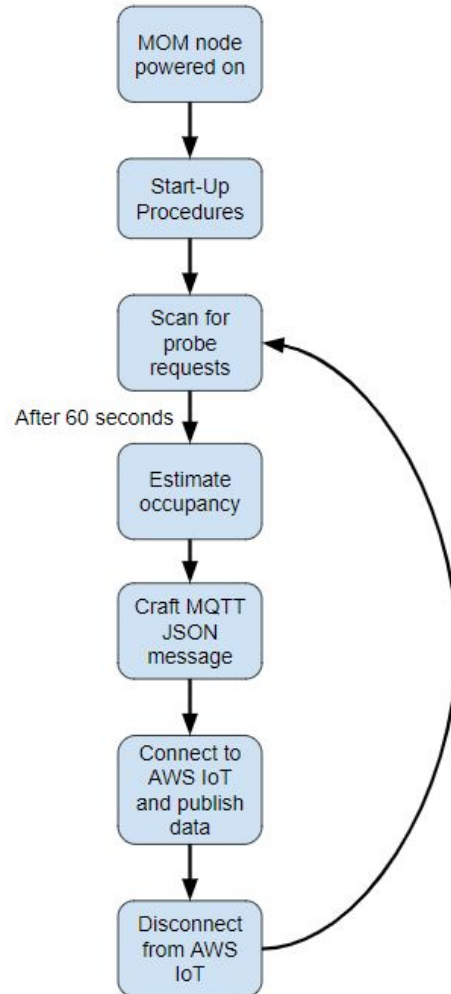 MOM node
powered on
Start-Up
Procedures
Scan for
probe
requests
After 60 seconds
Estimate
occupancy
Craft MQTT
JSON
message
Connect to
AWS IoT
and publish
data
Disconnect
from AWS
IoT